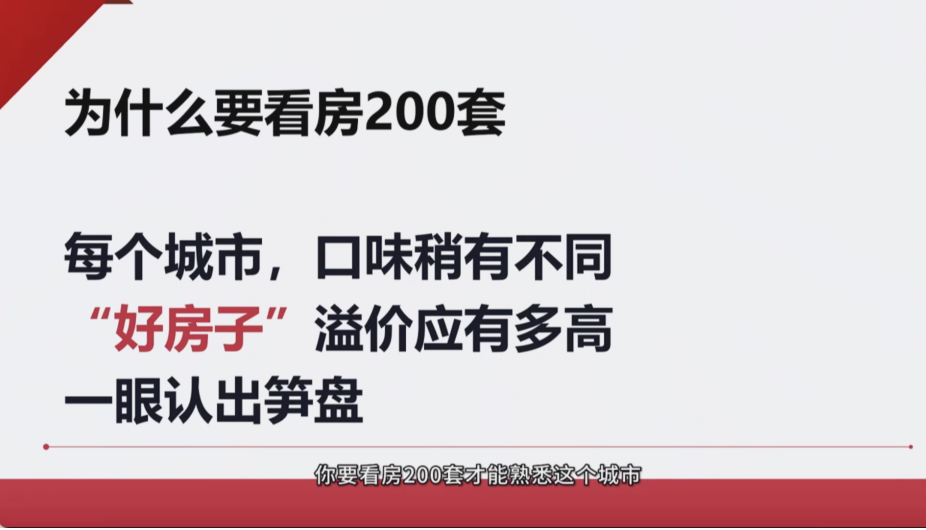 为什么要看房200套
每个城市，口味稍有不同
“好房子”溢价应有多高
一眼认出笋盘
你要看房200套才能熟悉这个城市